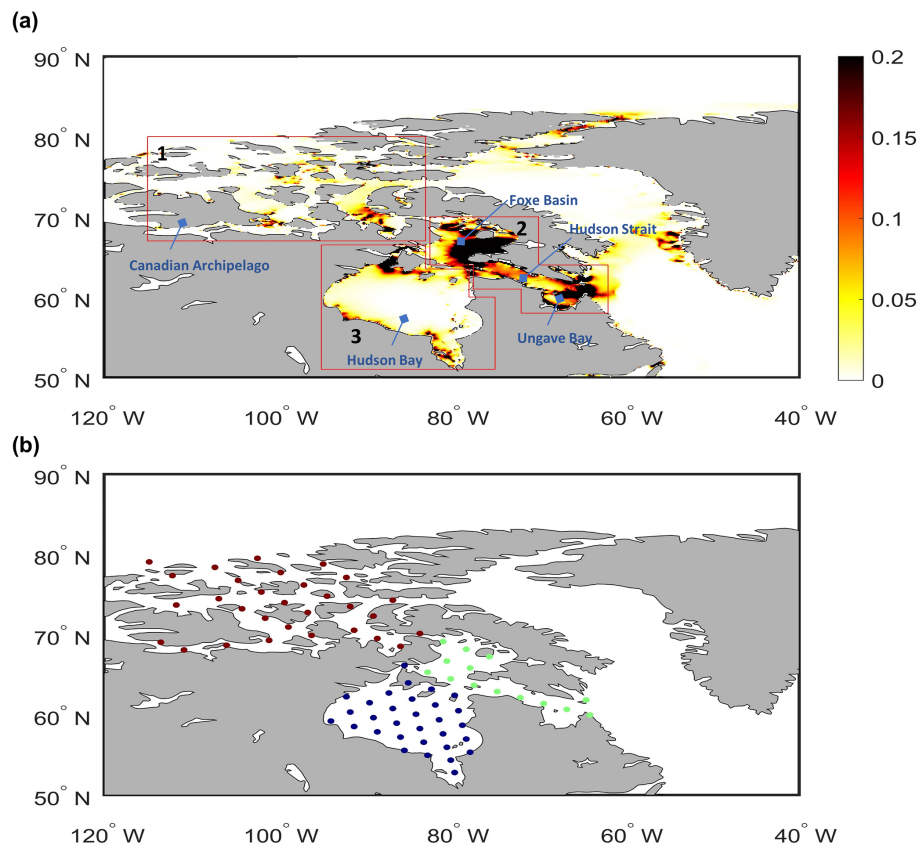 (a)
90° N
80° N
70° N
60° N
50° N
120° W
100° W
80° W
60° W
40° W
0.2
0.15
0.1
0.05
0
1
2
3
Foxe Basin
Hudson Strait
Canadian Archipelago
Ungave Bay
Hudson Bay
(b)
90° N
80° N
70° N
60° N
50° N
120° W
100° W
80° W
60° W
40° W